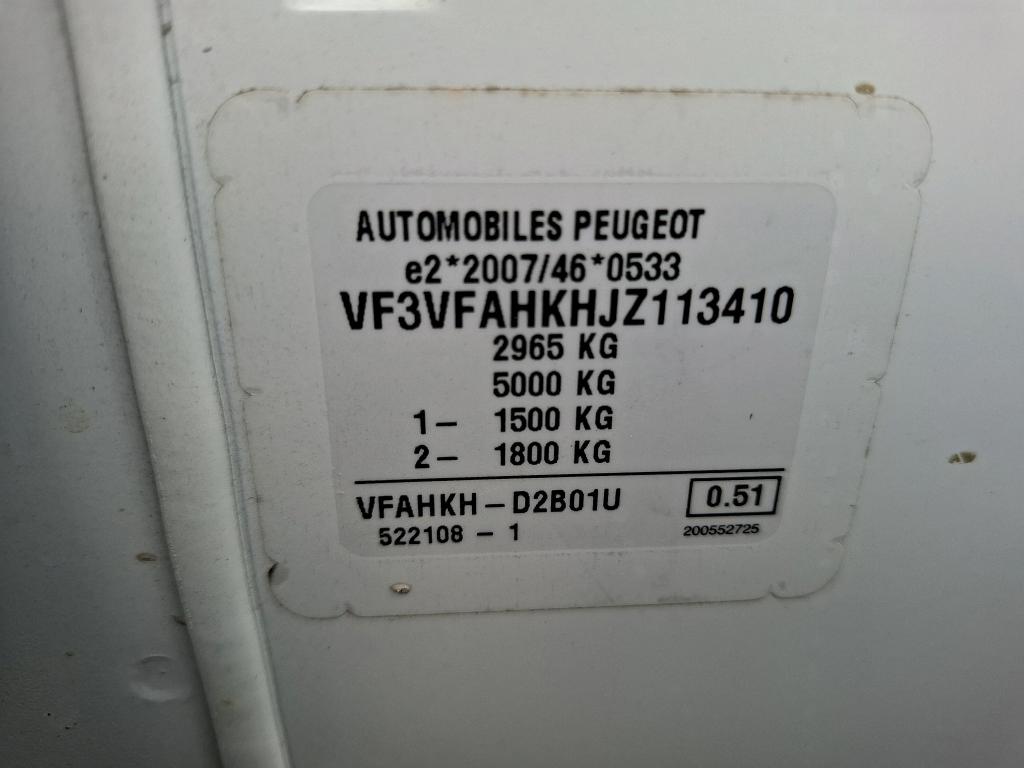 AUTOMOBILES PEUGEOT
e2*2007/46*0533
VF3VFAHKHJZ113410
2965 KG
5000 KG
1– 1500 KG
2– 1800 KG
VFAHKH – D2B01U 0.51
522108 – 1 200552725